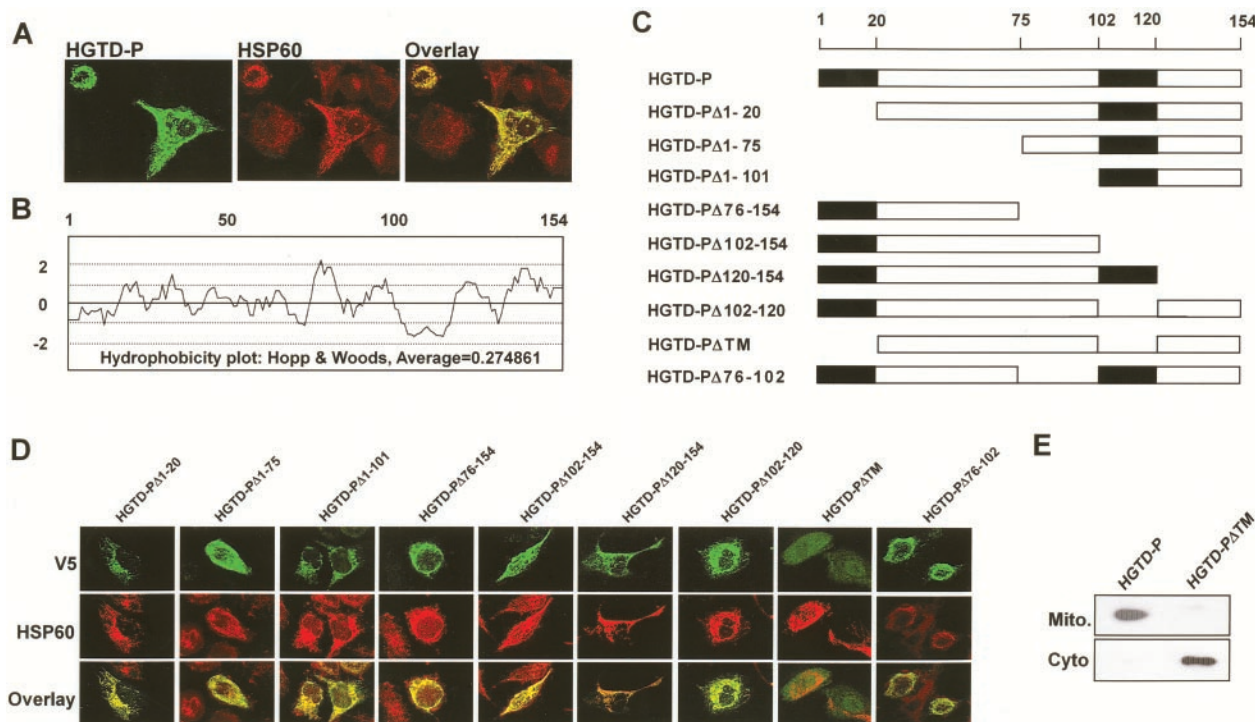 A
HGTD-P HSP60 Overlay
B
1 50 100 154
2
0
-2
Hydrophobicity plot: Hopp & Woods, Average=0.274861
C
1 20 75 102 120 154
HGTD-P
HGTD-PΔ1-20
HGTD-PΔ1-75
HGTD-PΔ1-101
HGTD-PΔ76-154
HGTD-PΔ102-154
HGTD-PΔ120-154
HGTD-PΔ102-120
HGTD-PΔTM
HGTD-PΔ76-102
D
HGTD-PΔ1-20 HGTD-PΔ1-75 HGTD-PΔ1-101 HGTD-PΔ76-154 HGTD-PΔ102-154 HGTD-PΔ120-154 HGTD-PΔ102-120 HGTD-PΔTM HGTD-PΔ76-102
V5
HSP60
Overlay
E
HGTD-P HGTD-PΔTM
Mito.
Cyto